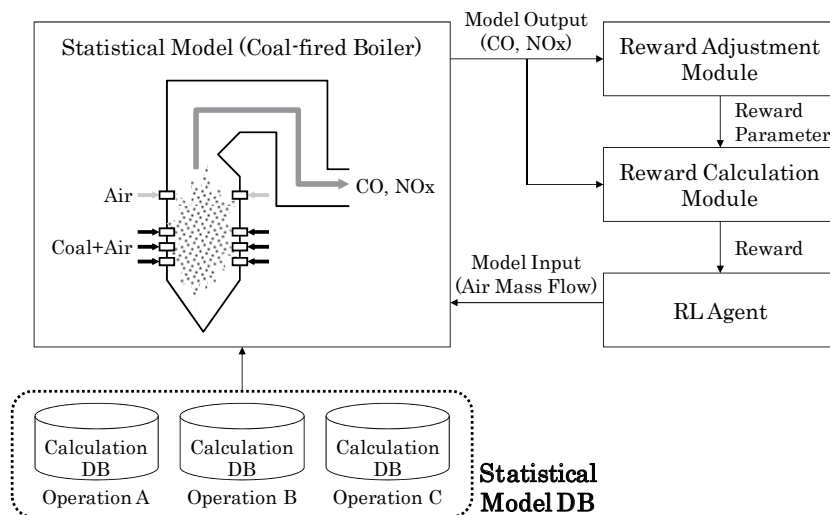 Statistical Model (Coal-fired Boiler)
Air
Coal+Air
CO, NOx
Model Output
(CO, NOx)
Reward Adjustment
Module
Reward
Parameter
Reward Calculation
Module
Reward
Model Input
(Air Mass Flow)
RL Agent
Calculation
DB
Operation A
Calculation
DB
Operation B
Calculation
DB
Operation C
Statistical
Model DB